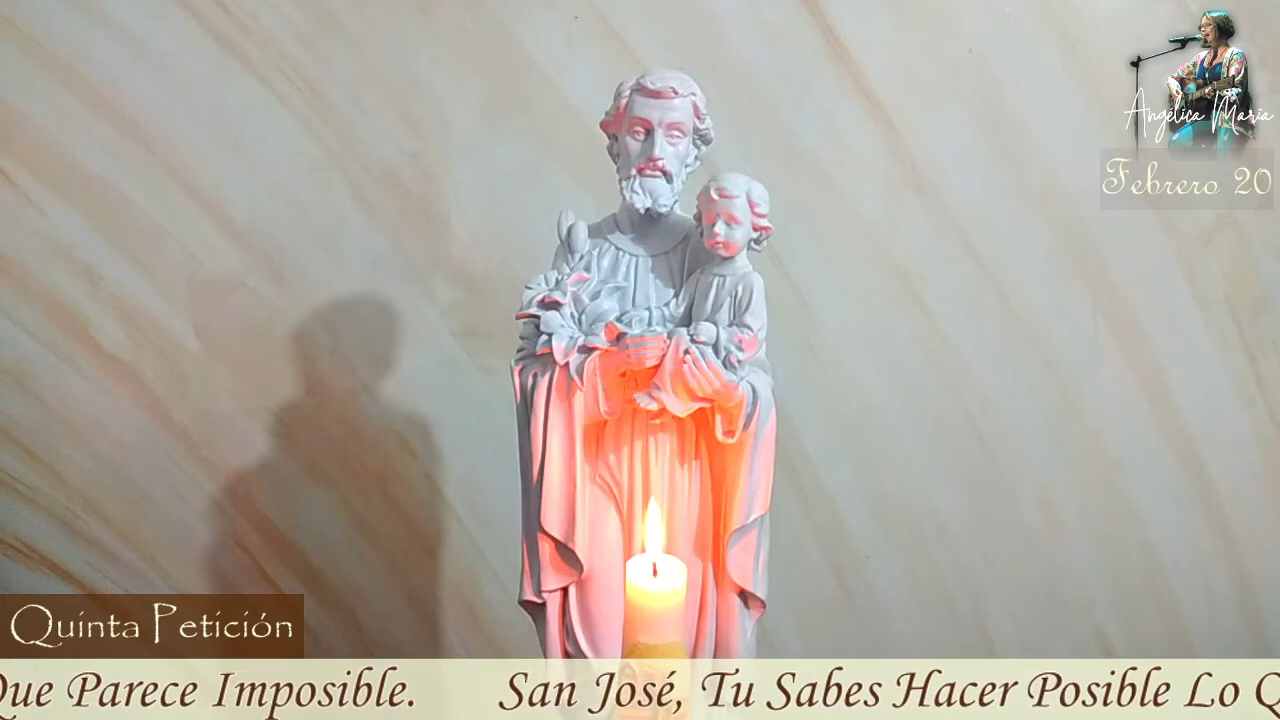 Angélica María
Febrero 20
Quinta Petición
Que Parece Imposible. San José, Tu Sabes Hacer Posible Lo Q